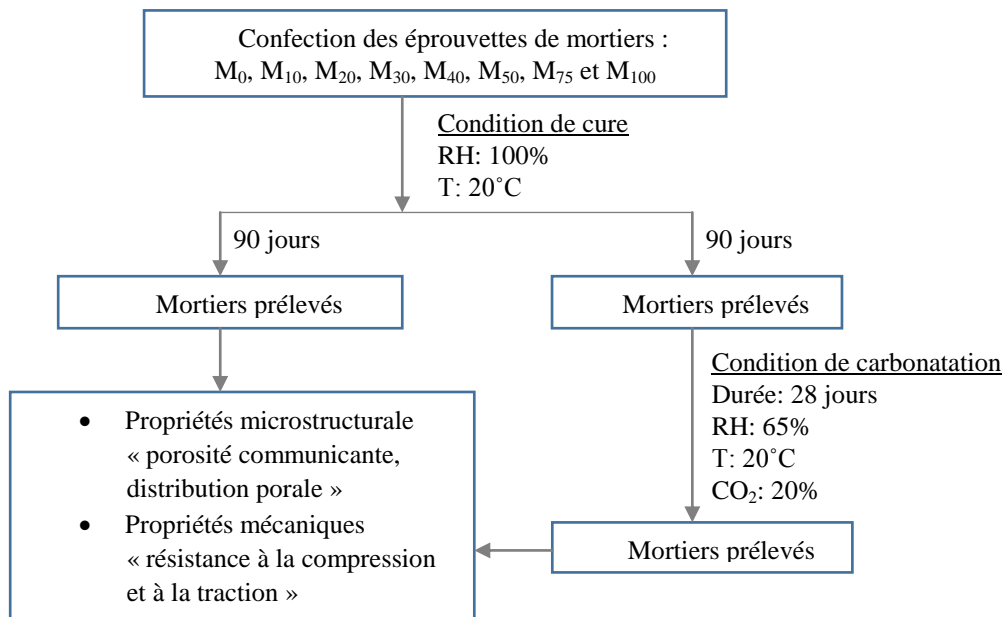 Confection des éprouvettes de mortiers :
M₀, M₁₀, M₂₀, M₃₀, M₄₀, M₅₀, M₇₅ et M₁₀₀
Condition de cure
RH: 100%
T: 20˚C
90 jours
90 jours
Mortiers prélevés
Mortiers prélevés
Condition de carbonatation
Durée: 28 jours
RH: 65%
T: 20˚C
CO₂: 20%
• Propriétés microstructurale
« porosité communicante,
distribution porale »
• Propriétés mécaniques
« résistance à la compression
et à la traction »
Mortiers prélevés